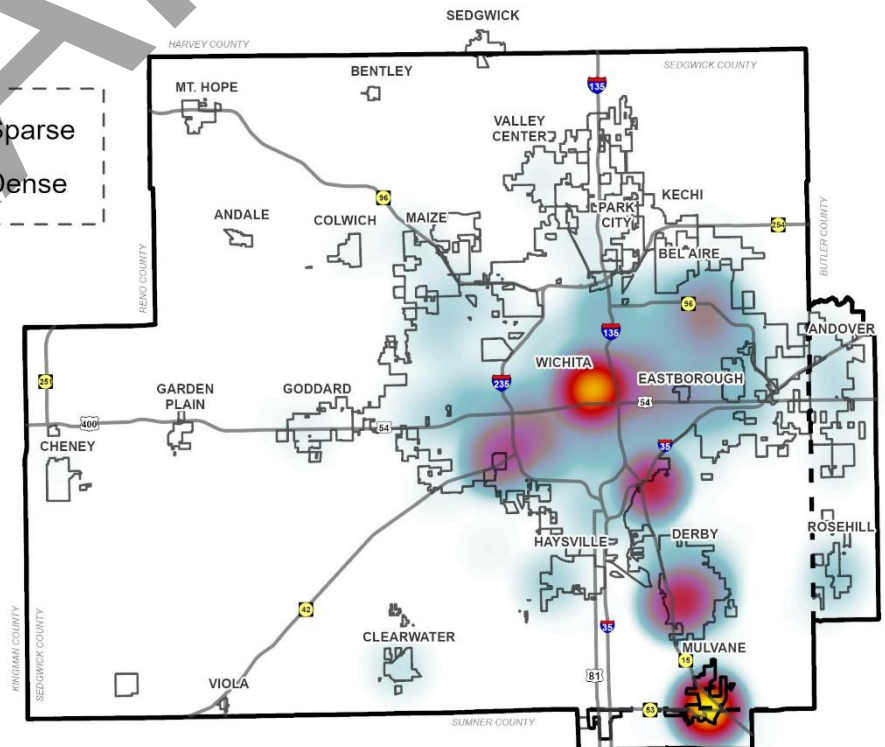 SEDGWICK
HARVEY COUNTY
SEDGWICK COUNTY
BENTLEY
MT. HOPE
135
Sparse
VALLEY
CENTER
Dense
96
KECHI
PARK
CITY
ANDALE
COLWICH
MAIZE
254
BUTLER COUNTY
RENO COUNTY
BEL AIRE
96
135
ANDOVER
WICHITA
251
235
EASTBOROUGH
GARDEN
PLAIN
GODDARD
54
400
54
CHENEY
35
ROSEHILL
HAYSVILLE
DERBY
42
35
KINGMAN COUNTY
SEDGWICK COUNTY
CLEARWATER
MULVANE
15
81
VIOLA
53
SUMNER COUNTY